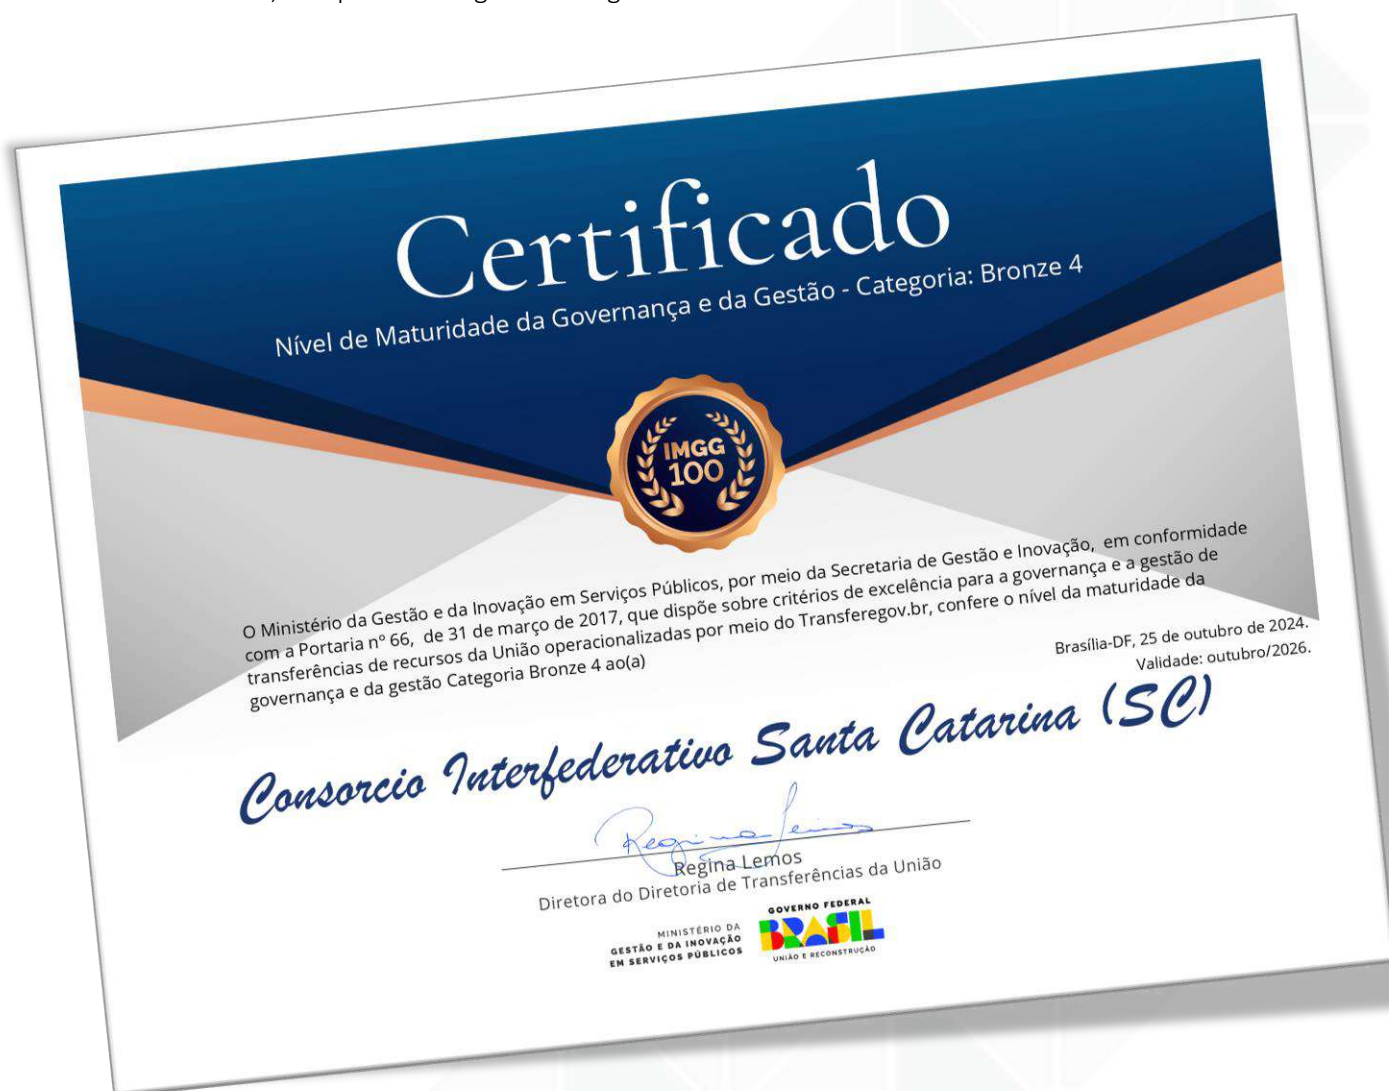 Certificado
Nível de Maturidade da Governança e da Gestão - Categoria: Bronze 4
IMGG
100
O Ministério da Gestão e da Inovação em Serviços Públicos, por meio da Secretaria de Gestão e Inovação, em conformidade
com a Portaria nº 66, de 31 de março de 2017, que dispõe sobre critérios de excelência para a governança e a gestão de
transferências de recursos da União operacionalizadas por meio do Transferegov.br, confere o nível da maturidade da
governança e da gestão Categoria Bronze 4 ao(a)
Brasília-DF, 25 de outubro de 2024.
Validade: outubro/2026.
Consorcio Interfederativo Santa Catarina (SC)
Regina Lemos
Regina Lemos
Diretora do Diretoria de Transferências da União
MINISTÉRIO DA
GESTÃO E DA INOVAÇÃO
EM SERVIÇOS PÚBLICOS
GOVERNO FEDERAL
BRASIL
UNIÃO E RECONSTRUÇÃO